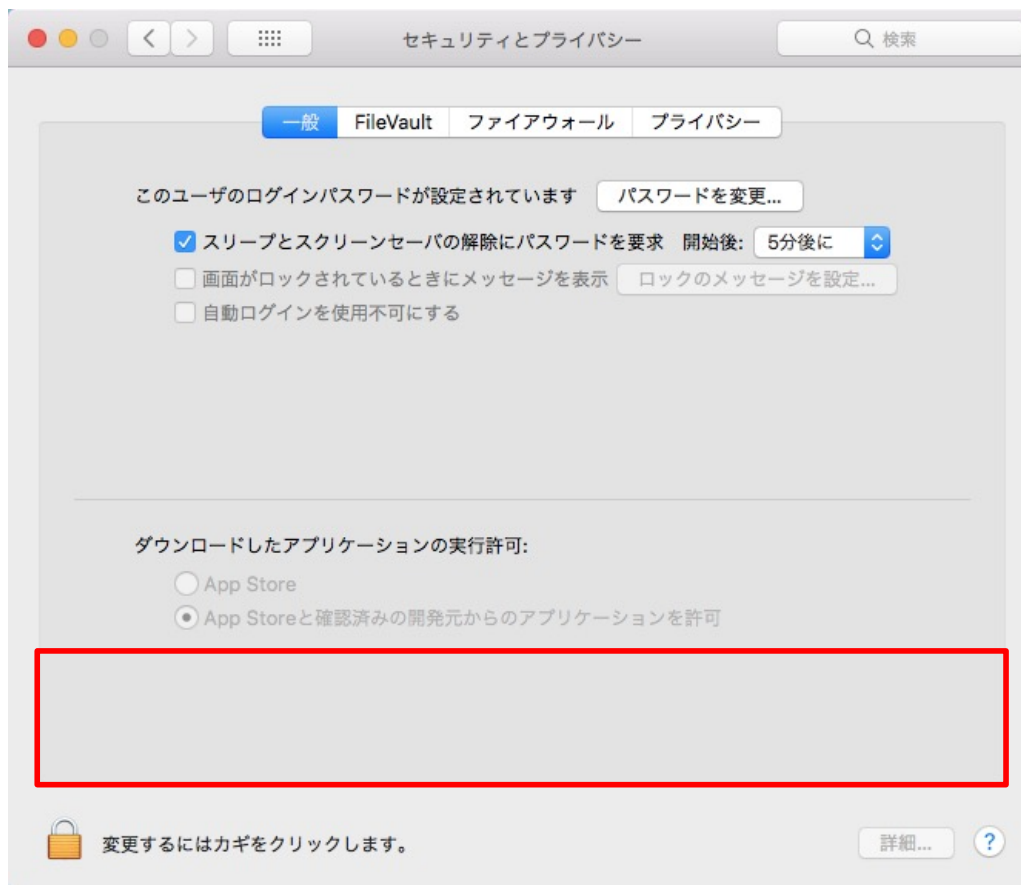 セキュリティとプライバシー
検索
一般 FileVault ファイアウォール プライバシー
このユーザのログインパスワードが設定されています パスワードを変更...
スリープとスクリーンセーバの解除にパスワードを要求 開始後: 5分後に
画面がロックされているときにメッセージを表示 ロックのメッセージを設定...
自動ログインを使用不可にする
ダウンロードしたアプリケーションの実行許可:
App Store
App Storeと確認済みの開発元からのアプリケーションを許可
変更するにはカギをクリックします。 詳細... ?